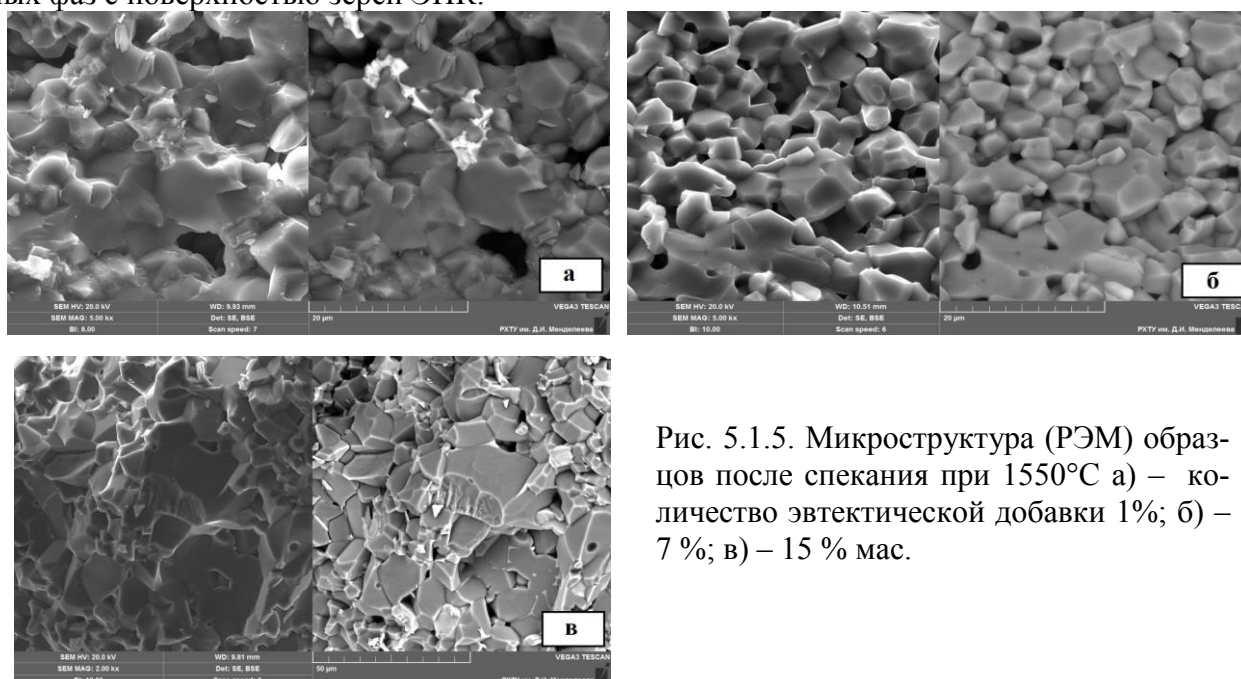 ных фаз с поверхностью зерен ЭПК.
а
SEM HV: 20.0 kV WD: 9.93 mm VEGA3 TESCAN
SEM MAG: 5.00 kx Det: SE, BSE 20 µm
BI: 8.00 Scan speed: 7 РХТУ им. Д.И. Менделеева
б
SEM HV: 20.0 kV WD: 10.51 mm VEGA3 TESC
SEM MAG: 5.00 kx Det: SE, BSE 20 µm
BI: 10.00 Scan speed: 6 РХТУ им. Д.И. Менделеева
в
SEM HV: 20.0 kV WD: 9.81 mm VEGA3 TESCAN
SEM MAG: 2.00 kx Det: SE, BSE 50 µm
Рис. 5.1.5. Микроструктура (РЭМ) образ-
цов после спекания при 1550°С а) – ко-
личество эвтектической добавки 1%; б) –
7 %; в) – 15 % мас.